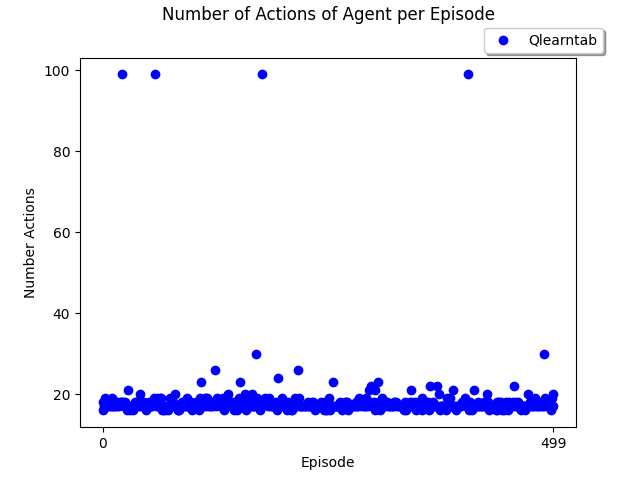 Number of Actions of Agent per Episode
Qlearntab
100
80
60
40
20
Number Actions
0
499
Episode